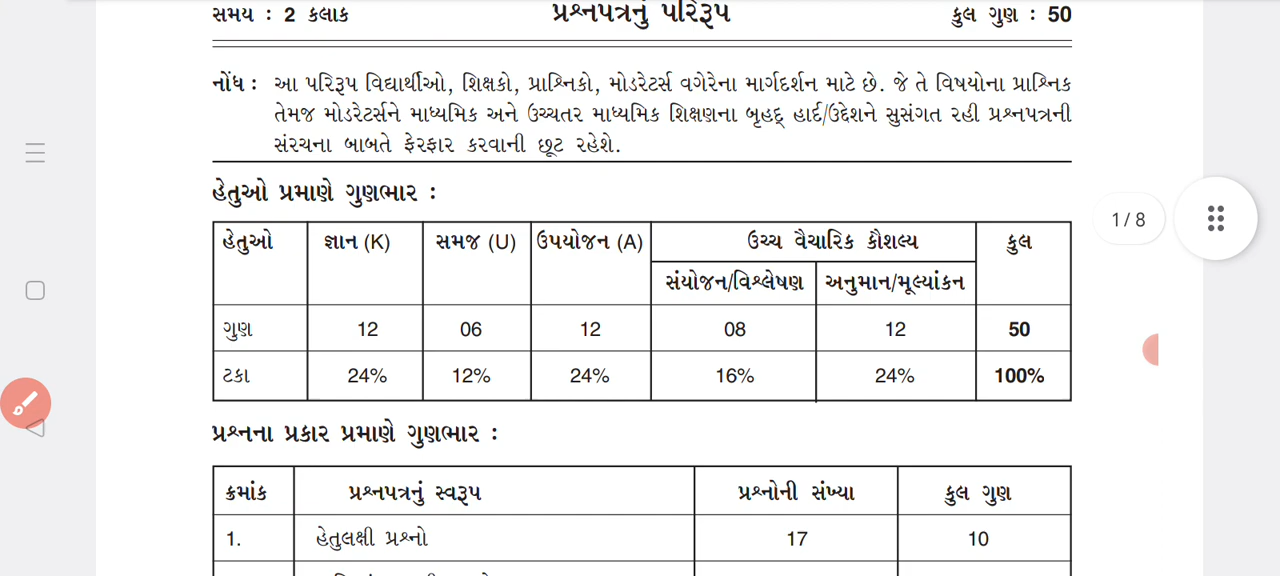 સમય : 2 કલાક પ્રશ્નપત્રનું પરિરૂપ કુલ ગુણ : 50
નોંધ : આ પરિરૂપ વિદ્યાર્થીઓ, શિક્ષકો, પ્રાશ્નિકો, મોડરેટર્સ વગેરેના માર્ગદર્શન માટે છે. જે તે વિષયોના પ્રાશ્નિક
તેમજ મોડરેટર્સને માધ્યમિક અને ઉચ્ચતર માધ્યમિક શિક્ષણના બૃહદ્ હાર્દ/ઉદ્દેશને સુસંગત રહી પ્રશ્નપત્રની
સંરચના બાબતે ફેરફાર કરવાની છૂટ રહેશે.
હેતુઓ પ્રમાણે ગુણભાર :
હેતુઓ જ્ઞાન (K) સમજ (U) ઉપયોજન (A) ઉચ્ચ વૈચારિક કૌશલ્ય કુલ
સંયોજન/વિશ્લેષણ અનુમાન/મૂલ્યાંકન
1 / 8
ગુણ 12 06 12 08 12 50
ટકા 24% 12% 24% 16% 24% 100%
પ્રશ્નના પ્રકાર પ્રમાણે ગુણભાર :
ક્રમાંક પ્રશ્નપત્રનું સ્વરૂપ પ્રશ્નોની સંખ્યા કુલ ગુણ
1. હેતુલક્ષી પ્રશ્નો 17 10